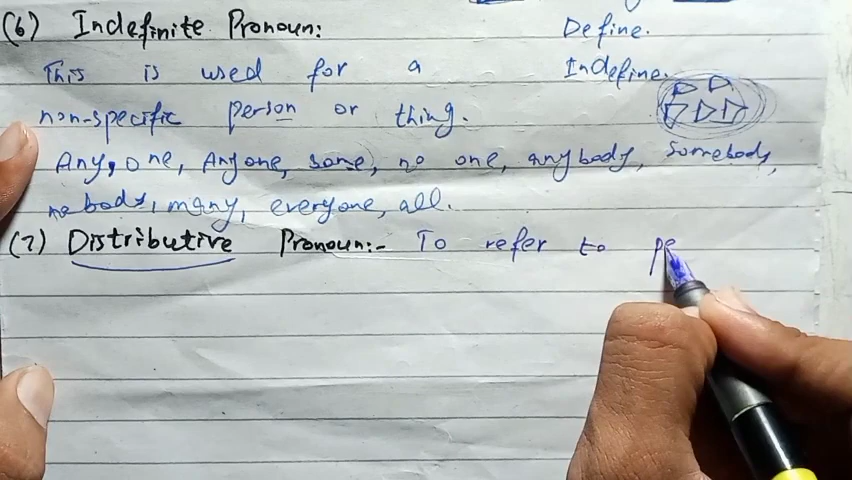 (6) Indefinite Pronoun: Define.
This is used for a Indefine.
non-specific person or thing.
Any, one, Anyone, some, no one, anybody, Somebody,
nobody, many, everyone, all.
(7) Distributive Pronoun:- To refer to pe